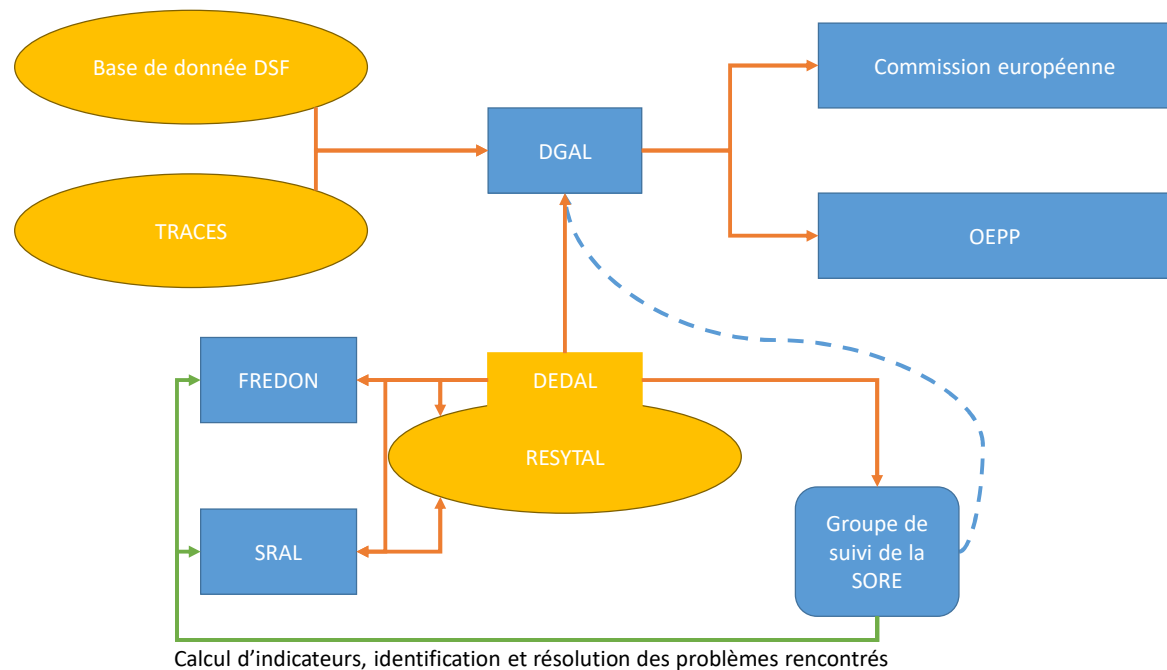 Base de donnée DSF
Commission européenne
DGAL
TRACES
OEPP
FREDON
DEDAL
RESYTAL
SRAL
Groupe de
suivi de la
SORE
Calcul d’indicateurs, identification et résolution des problèmes rencontrés